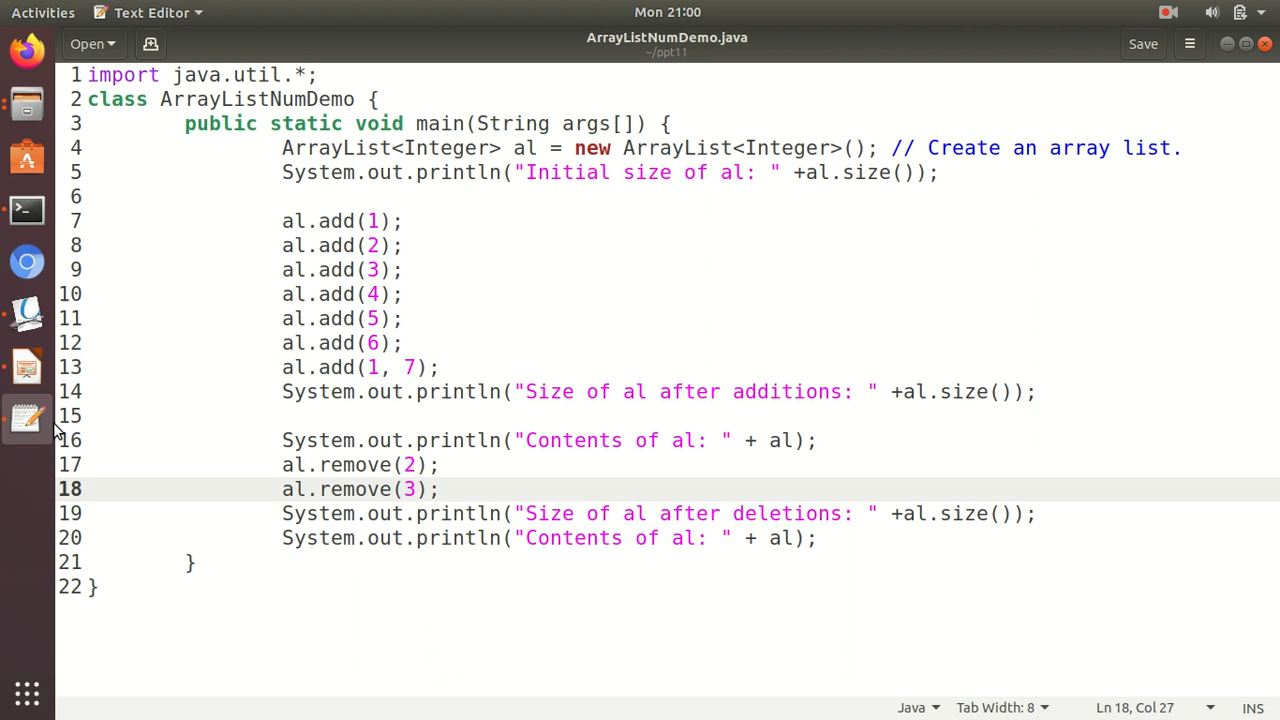 Activities Text Editor Mon 21:00
Open ArrayListNumDemo.java Save
~/ppt11
1 import java.util.*;
2 class ArrayListNumDemo {
3 public static void main(String args[]) {
4 ArrayList<Integer> al = new ArrayList<Integer>(); // Create an array list.
5 System.out.println("Initial size of al: " +al.size());
6
7 al.add(1);
8 al.add(2);
9 al.add(3);
10 al.add(4);
11 al.add(5);
12 al.add(6);
13 al.add(1, 7);
14 System.out.println("Size of al after additions: " +al.size());
15
16 System.out.println("Contents of al: " + al);
17 al.remove(2);
18 al.remove(3);
19 System.out.println("Size of al after deletions: " +al.size());
20 System.out.println("Contents of al: " + al);
21 }
22 }
Java Tab Width: 8 Ln 18, Col 27 INS